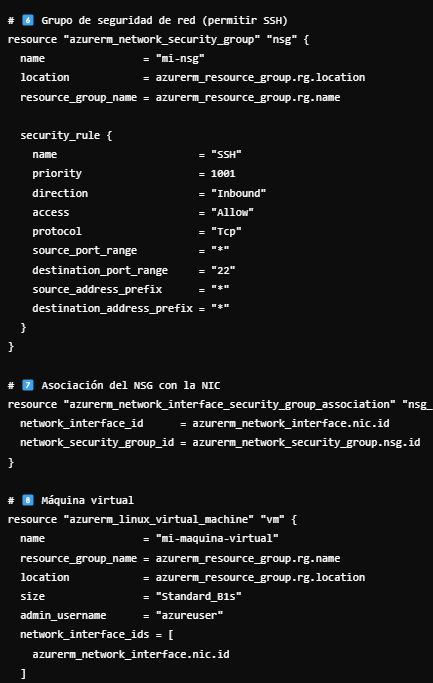 # 6️⃣ Grupo de seguridad de red (permitir SSH)
resource "azurerm_network_security_group" "nsg" {
  name                = "mi-nsg"
  location            = azurerm_resource_group.rg.location
  resource_group_name = azurerm_resource_group.rg.name

  security_rule {
    name                       = "SSH"
    priority                   = 1001
    direction                  = "Inbound"
    access                     = "Allow"
    protocol                   = "Tcp"
    source_port_range          = "*"
    destination_port_range     = "22"
    source_address_prefix      = "*"
    destination_address_prefix = "*"
  }
}

# 7️⃣ Asociación del NSG con la NIC
resource "azurerm_network_interface_security_group_association" "nsg_
  network_interface_id      = azurerm_network_interface.nic.id
  network_security_group_id = azurerm_network_security_group.nsg.id
}

# 8️⃣ Máquina virtual
resource "azurerm_linux_virtual_machine" "vm" {
  name                = "mi-maquina-virtual"
  resource_group_name = azurerm_resource_group.rg.name
  location            = azurerm_resource_group.rg.location
  size                = "Standard_B1s"
  admin_username      = "azureuser"
  network_interface_ids = [
    azurerm_network_interface.nic.id
  ]